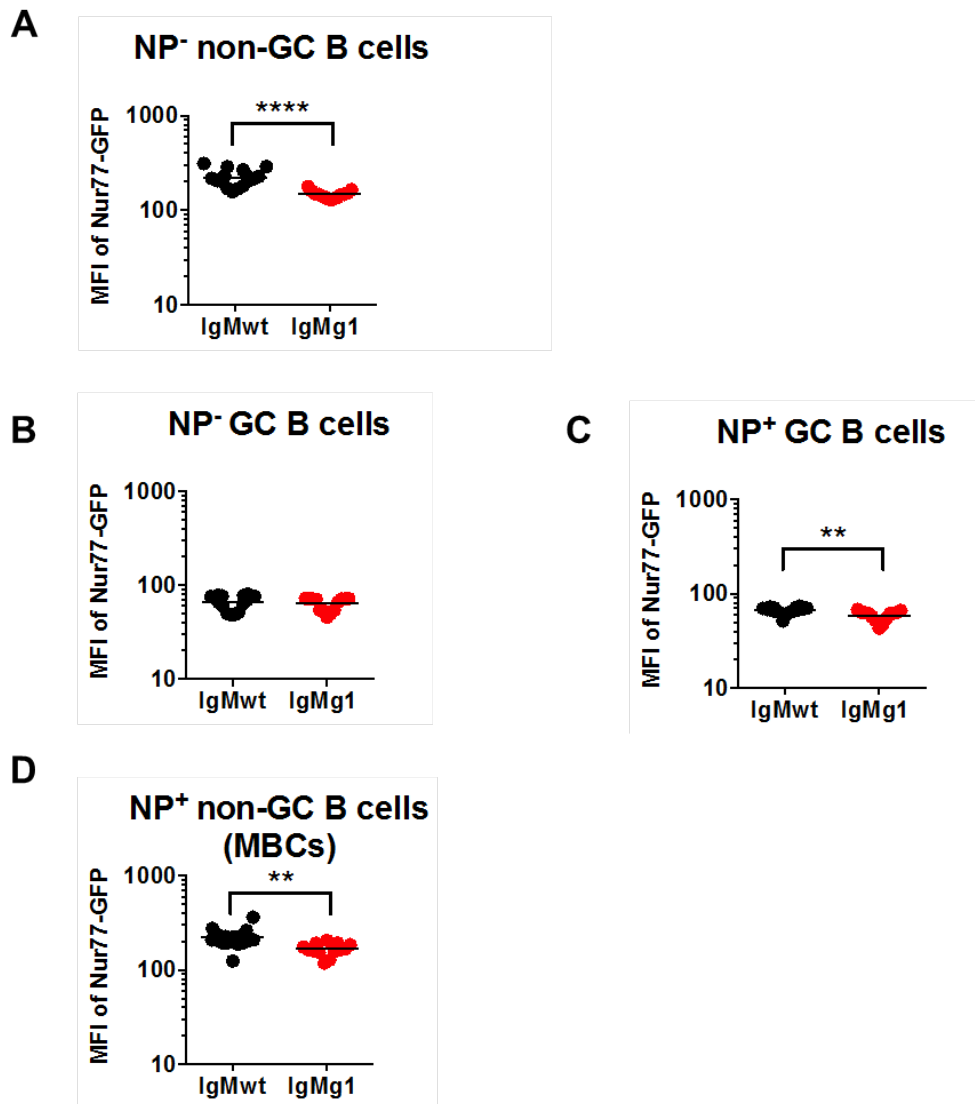 A
NP⁻ non-GC B cells
MFI of Nur77-GFP
1000
100
10
****
IgMwt IgMg1
B
NP⁻ GC B cells
MFI of Nur77-GFP
1000
100
10
IgMwt IgMg1
C
NP⁺ GC B cells
MFI of Nur77-GFP
1000
100
10
**
IgMwt IgMg1
D
NP⁺ non-GC B cells
(MBCs)
MFI of Nur77-GFP
1000
100
10
**
IgMwt IgMg1